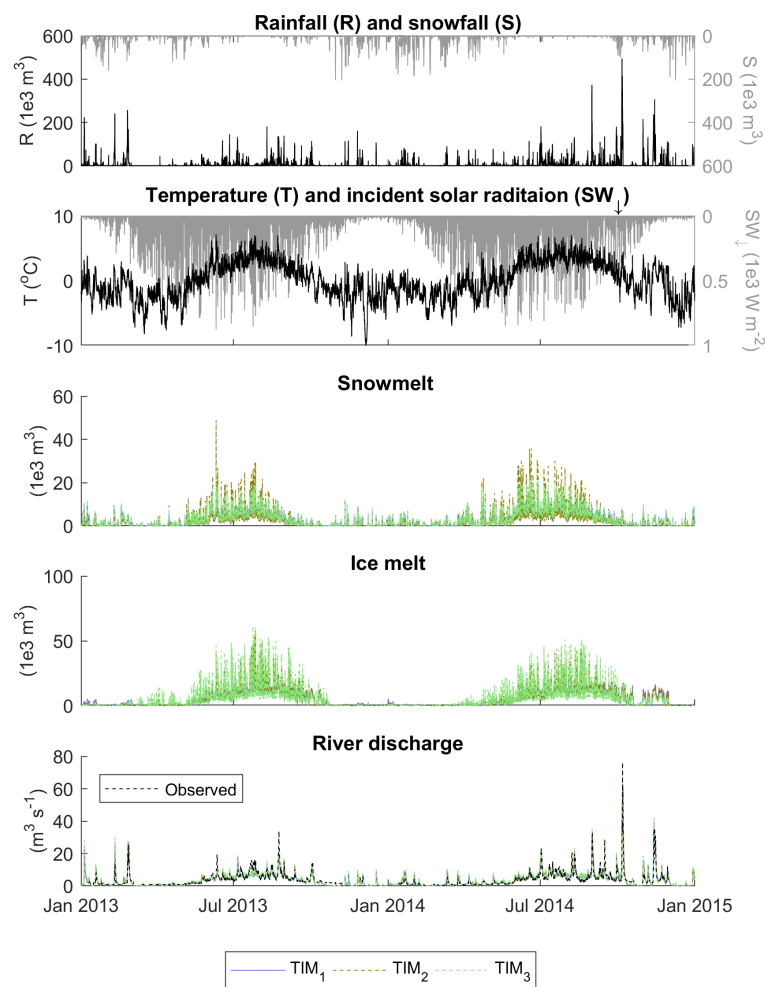 Rainfall (R) and snowfall (S)
600
400
200
0
R (1e3 m³)
0
200
400
600
S (1e3 m³)
Temperature (T) and incident solar raditaion (SW↓)
10
0
-10
T (°C)
0
0.5
1
SW↓ (1e3 W m⁻²)
Snowmelt
60
40
20
0
(1e3 m³)
Ice melt
100
50
0
(1e3 m³)
River discharge
80
60
40
20
0
(m³ s⁻¹)
Observed
Jan 2013 Jul 2013 Jan 2014 Jul 2014 Jan 2015
TIM₁ TIM₂ TIM₃